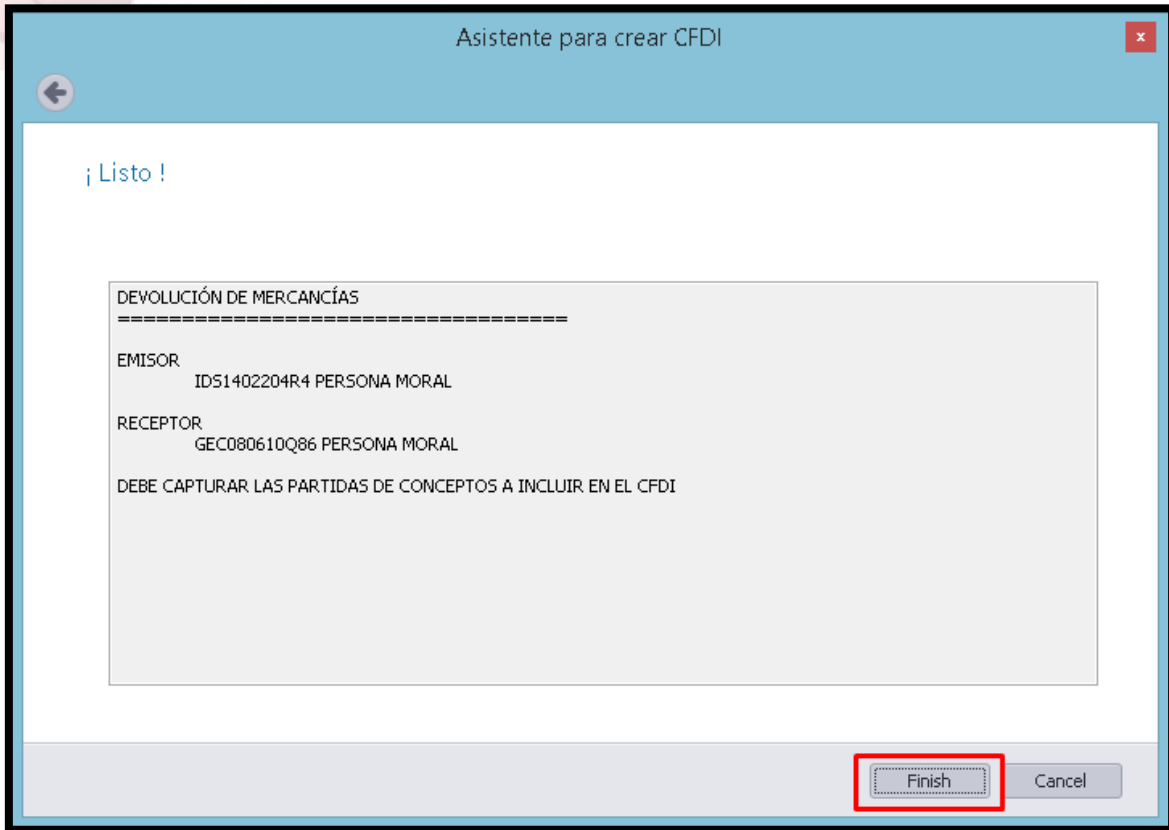 Asistente para crear CFDI
x
¡ Listo !
DEVOLUCIÓN DE MERCANCÍAS
===================================
EMISOR
IDS1402204R4 PERSONA MORAL
RECEPTOR
GEC080610Q86 PERSONA MORAL
DEBE CAPTURAR LAS PARTIDAS DE CONCEPTOS A INCLUIR EN EL CFDI
Finish
Cancel